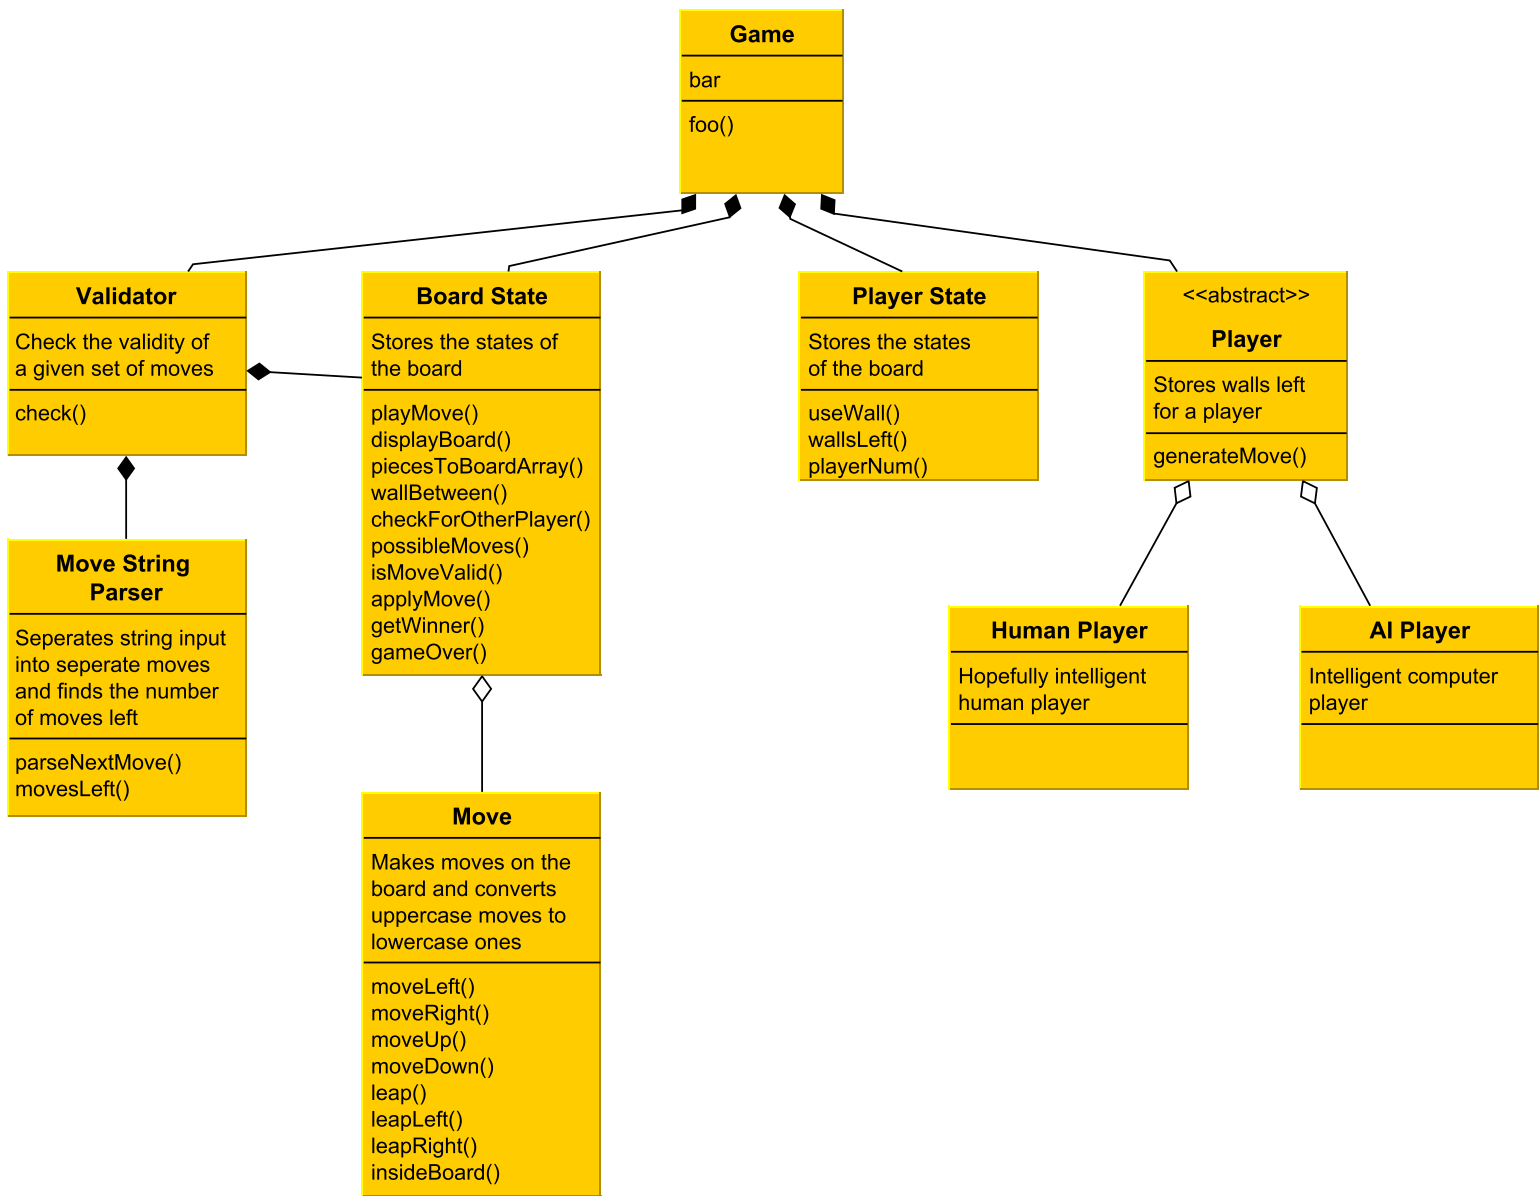 Game
bar
foo()
Validator
Check the validity of
a given set of moves
check()
Board State
Stores the states of
the board
playMove()
displayBoard()
piecesToBoardArray()
wallBetween()
checkForOtherPlayer()
possibleMoves()
isMoveValid()
applyMove()
getWinner()
gameOver()
Player State
Stores the states
of the board
useWall()
wallsLeft()
playerNum()
<<abstract>>
Player
Stores walls left
for a player
generateMove()
Move String
Parser
Seperates string input
into seperate moves
and finds the number
of moves left
parseNextMove()
movesLeft()
Human Player
Hopefully intelligent
human player
AI Player
Intelligent computer
player
Move
Makes moves on the
board and converts
uppercase moves to
lowercase ones
moveLeft()
moveRight()
moveUp()
moveDown()
leap()
leapLeft()
leapRight()
insideBoard()